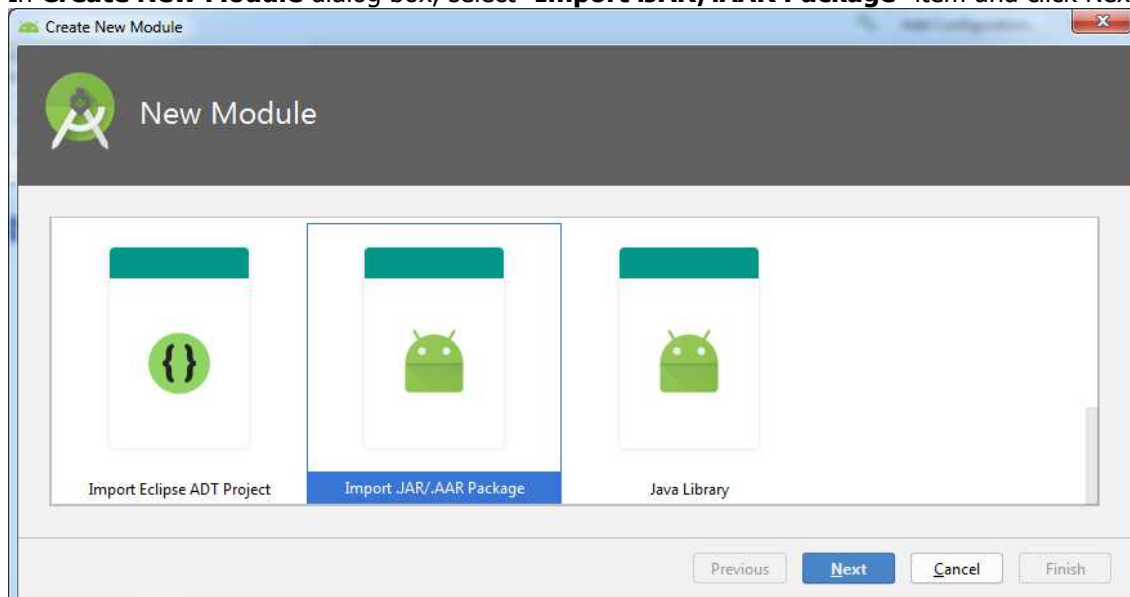 In Create New Module dialog box, select "Import .JAR/.AAR Package" item and click Next
Create New Module
New Module
{}
Import Eclipse ADT Project
Import .JAR/.AAR Package
Java Library
Previous
Next
Cancel
Finish